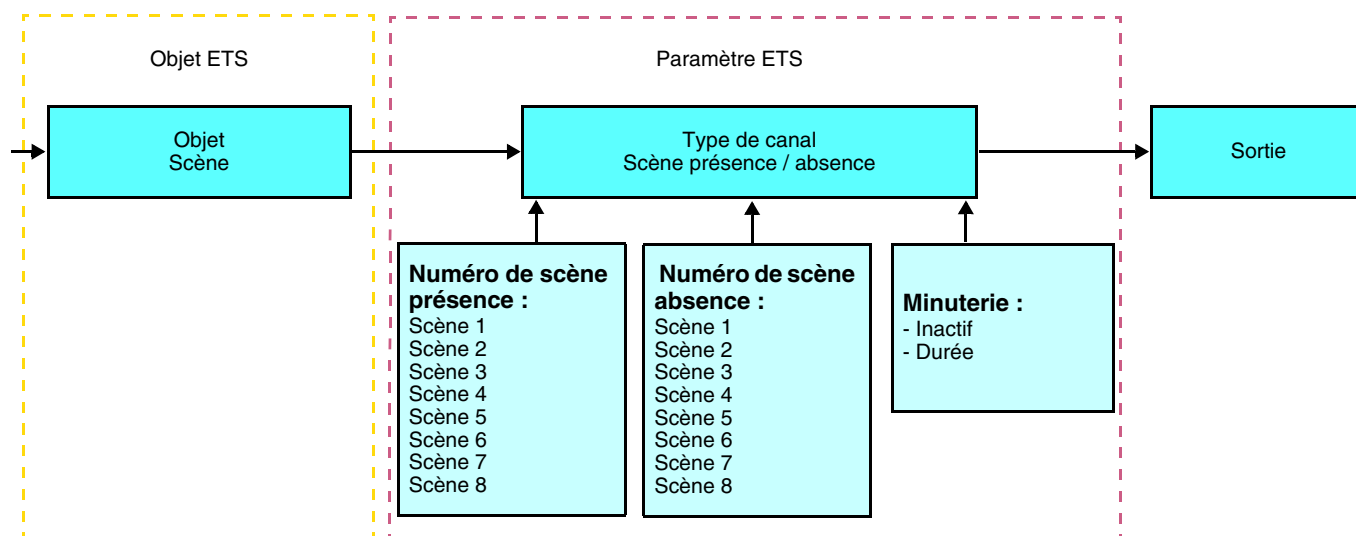 Objet ETS
Paramètre ETS
Objet
Scène
Type de canal
Scène présence / absence
Sortie
Numéro de scène
présence :
Scène 1
Scène 2
Scène 3
Scène 4
Scène 5
Scène 6
Scène 7
Scène 8
Numéro de scène
absence :
Scène 1
Scène 2
Scène 3
Scène 4
Scène 5
Scène 6
Scène 7
Scène 8
Minuterie :
- Inactif
- Durée